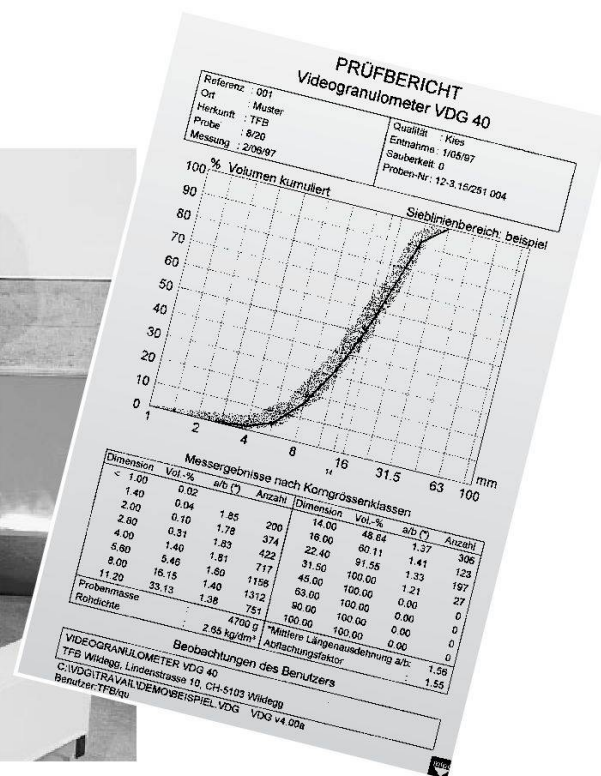 PRÜFBERICHT
Videogranulometer VDG 40
Referenz : 001
Ort : Muster
Herkunft : TFB
Probe : 8/20
Messung : 2/06/97
Qualität : Kies
Entnahme : 1/05/97
Sauberkeit: 0
Proben-Nr: 12-3.15/251 004
% Volumen kumuliert
Sieblinienbereich: beispiel
100
90
80
70
60
50
40
30
20
10
0
1 2 4 8 14 16 31.5 63 100 mm
Messergebnisse nach Korngrössenklassen
Dimension Vol.-% a/b (*) Anzahl Dimension Vol.-% a/b (*) Anzahl
< 1.00 0.02 14.00 48.84 1.37 306
1.40 0.04 1.85 200 16.00 60.11 1.41 123
2.00 0.10 1.78 374 22.40 91.55 1.33 197
2.80 0.31 1.83 422 31.50 100.00 1.21 27
4.00 1.40 1.81 717 45.00 100.00 0.00 0
5.60 5.46 1.60 1156 63.00 100.00 0.00 0
8.00 16.15 1.40 1312 90.00 100.00 0.00 0
11.20 33.13 1.38 751 100.00 100.00 0.00 0
Probenmasse : 4700 g *Mittlere Längenausdehnung a/b: 1.56
Rohdichte : 2.65 kg/dm³ Abflachungsfaktor : 1.55
Beobachtungen des Benutzers
VIDEOGRANULOMETER VDG 40
TFB Wildegg, Lindenstrasse 10, CH-5103 Wildegg
C:\VDG\TRAVAIL\DEMO\BEISPIEL.VDG VDG v4.00a
Benutzer:TFB/qu